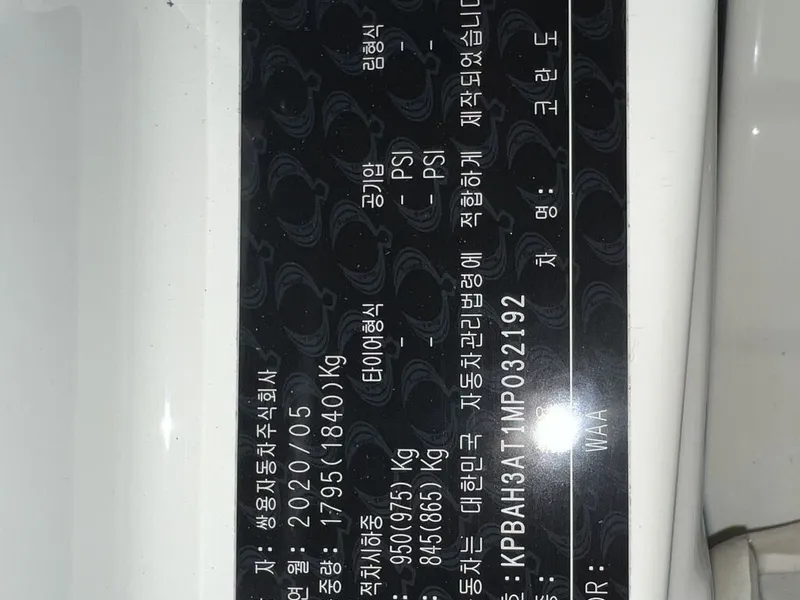 자: 쌍용자동차주식회사
연 월: 2020/05
중량: 1795(1840)Kg
적차시하중 타이어형식 공기압 림형식
: 950(975) Kg - - PSI -
: 845(865) Kg - - PSI -
동차는 대한민국 자동차관리법령에 적합하게 제작되었습니다
호: KPBAH3AT1MP032192
종: 차 명: 코란도
OR: WAA